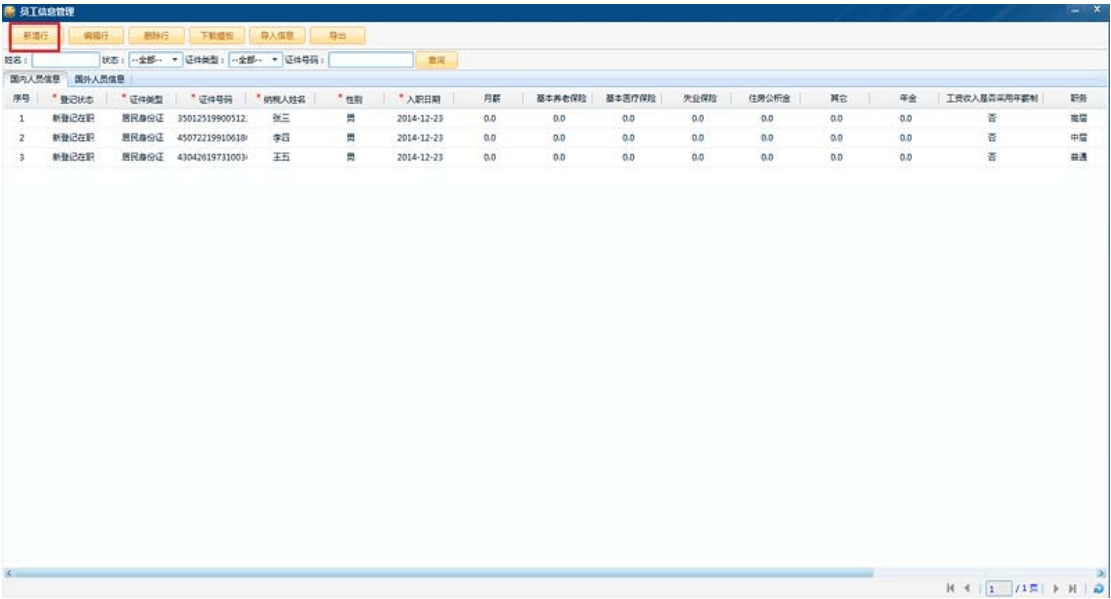 员工信息管理
新增行 编辑行 删除行 下载模板 导入信息 导出
姓名： 状态： --全部-- 证件类型： --全部-- 证件号码： 查询
国内人员信息 国外人员信息
序号 *登记状态 *证件类型 *证件号码 *纳税人姓名 *性别 *入职日期 月薪 基本养老保险 基本医疗保险 失业保险 住房公积金 其它 年金 工资收入是否采用年薪制 职务
1 新登记在职 居民身份证 35012519900512 张三 男 2014-12-23 0.0 0.0 0.0 0.0 0.0 0.0 0.0 否 高层
2 新登记在职 居民身份证 45072219910618 李四 男 2014-12-23 0.0 0.0 0.0 0.0 0.0 0.0 0.0 否 中层
3 新登记在职 居民身份证 43042619731003 王五 男 2014-12-23 0.0 0.0 0.0 0.0 0.0 0.0 0.0 否 普通
1 /1页